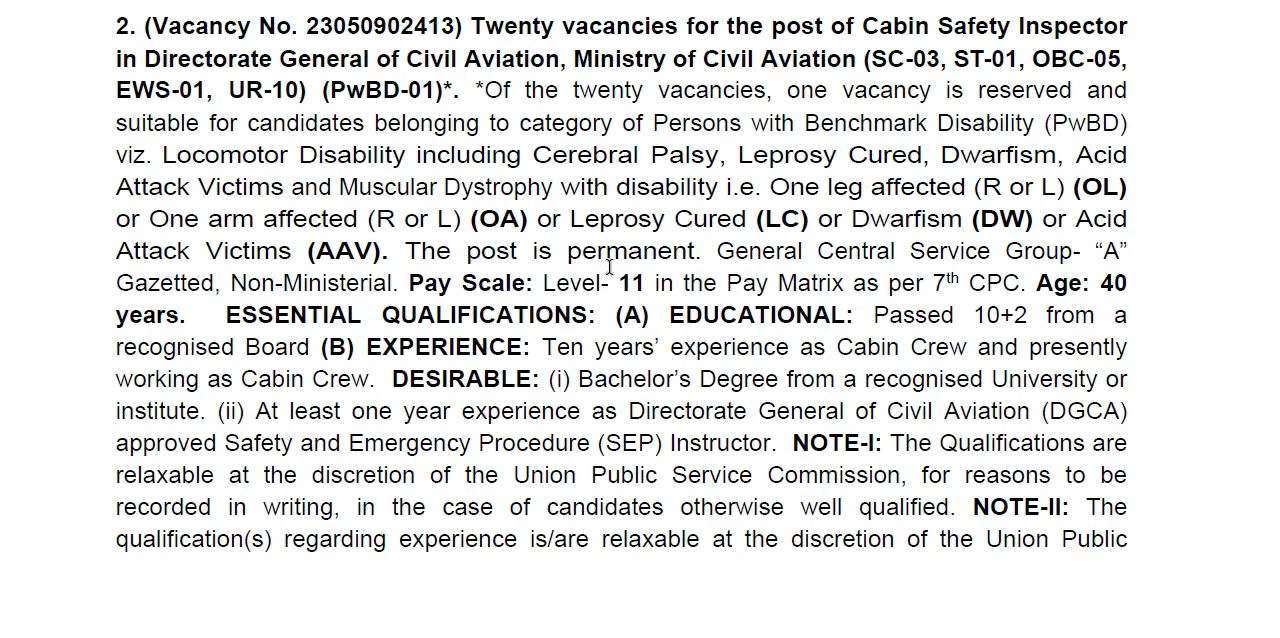 2. (Vacancy No. 23050902413) Twenty vacancies for the post of Cabin Safety Inspector
in Directorate General of Civil Aviation, Ministry of Civil Aviation (SC-03, ST-01, OBC-05,
EWS-01, UR-10) (PwBD-01)*. *Of the twenty vacancies, one vacancy is reserved and
suitable for candidates belonging to category of Persons with Benchmark Disability (PwBD)
viz. Locomotor Disability including Cerebral Palsy, Leprosy Cured, Dwarfism, Acid
Attack Victims and Muscular Dystrophy with disability i.e. One leg affected (R or L) (OL)
or One arm affected (R or L) (OA) or Leprosy Cured (LC) or Dwarfism (DW) or Acid
Attack Victims (AAV). The post is permanent. General Central Service Group- “A”
Gazetted, Non-Ministerial. Pay Scale: Level- 11 in the Pay Matrix as per 7th CPC. Age: 40
years. ESSENTIAL QUALIFICATIONS: (A) EDUCATIONAL: Passed 10+2 from a
recognised Board (B) EXPERIENCE: Ten years’ experience as Cabin Crew and presently
working as Cabin Crew. DESIRABLE: (i) Bachelor’s Degree from a recognised University or
institute. (ii) At least one year experience as Directorate General of Civil Aviation (DGCA)
approved Safety and Emergency Procedure (SEP) Instructor. NOTE-I: The Qualifications are
relaxable at the discretion of the Union Public Service Commission, for reasons to be
recorded in writing, in the case of candidates otherwise well qualified. NOTE-II: The
qualification(s) regarding experience is/are relaxable at the discretion of the Union Public